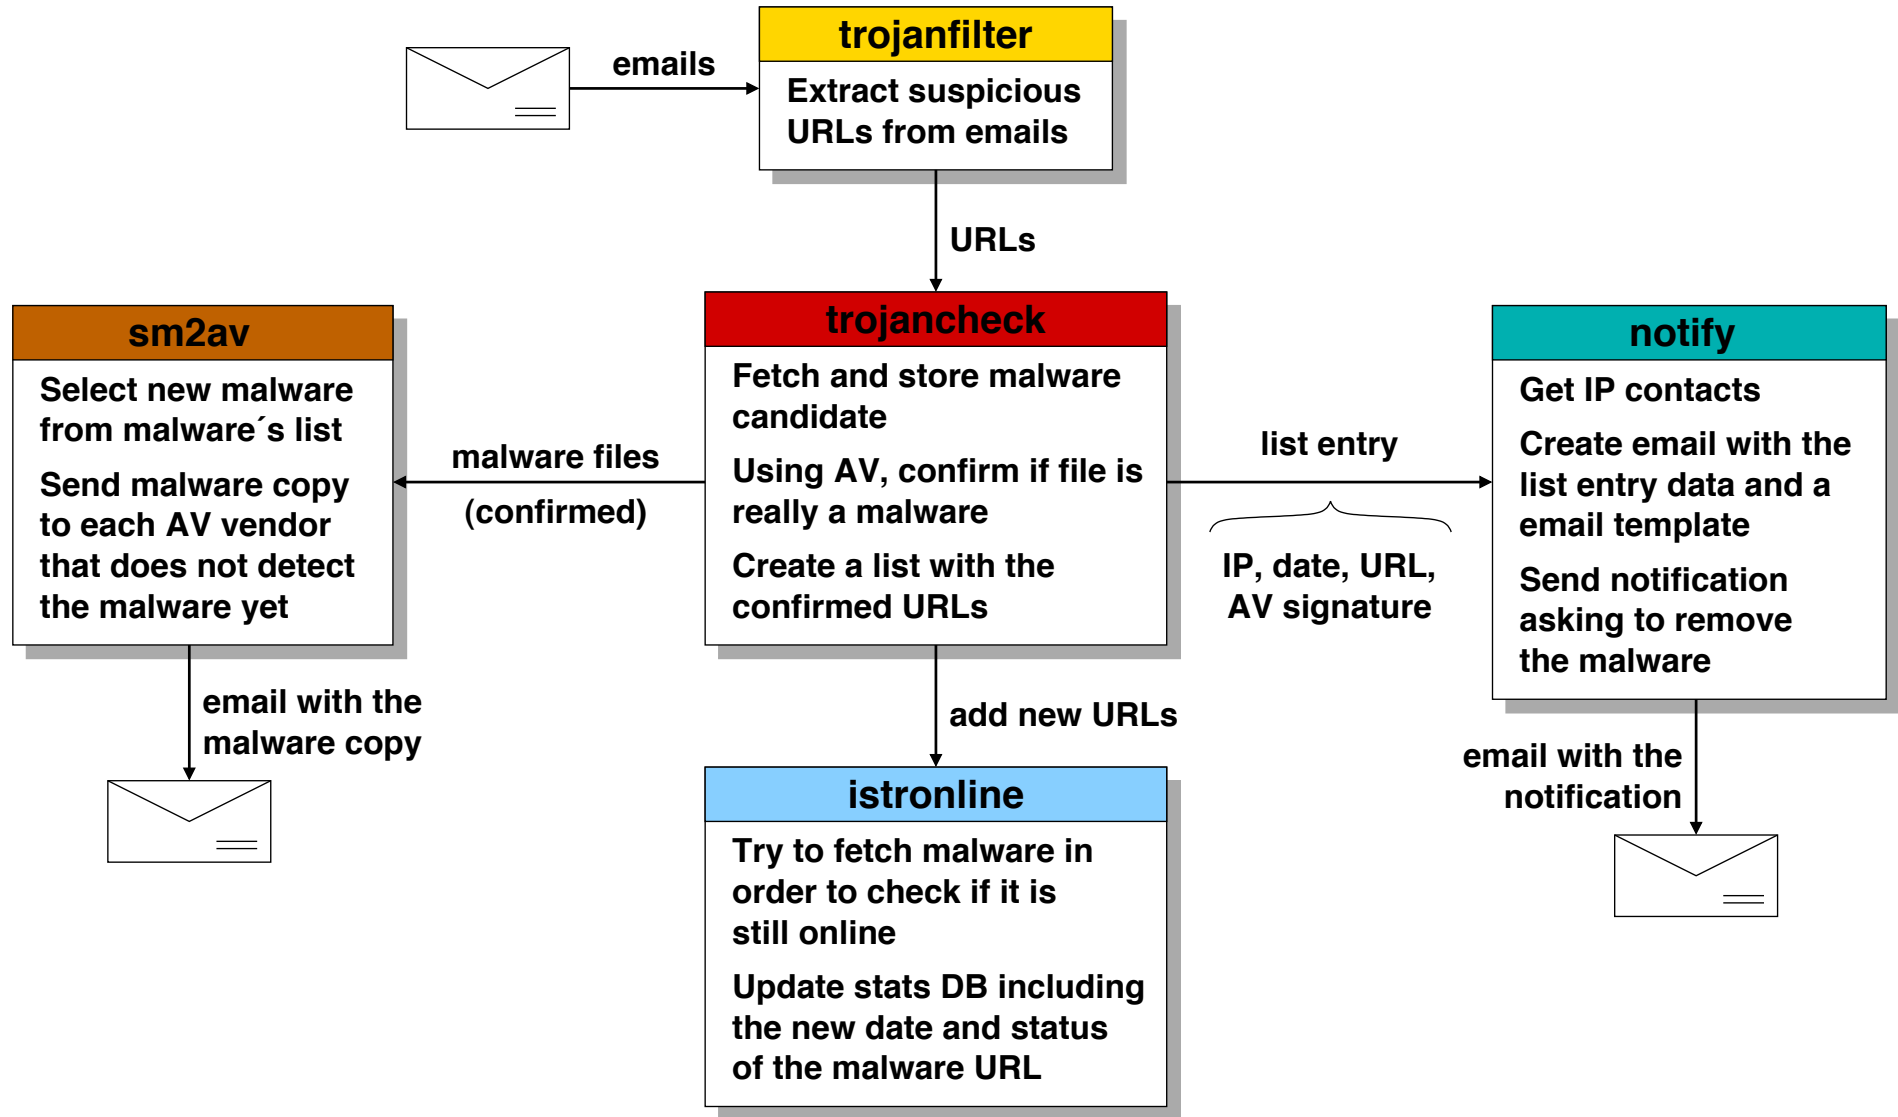 trojanfilter
emails
Extract suspicious
URLs from emails
URLs
sm2av
Select new malware
from malware´s list
Send malware copy
to each AV vendor
that does not detect
the malware yet
malware files
(confirmed)
trojancheck
Fetch and store malware
candidate
Using AV, confirm if file is
really a malware
Create a list with the
confirmed URLs
list entry
IP, date, URL,
AV signature
notify
Get IP contacts
Create email with the
list entry data and a
email template
Send notification
asking to remove
the malware
email with the
malware copy
add new URLs
email with the
notification
istronline
Try to fetch malware in
order to check if it is
still online
Update stats DB including
the new date and status
of the malware URL